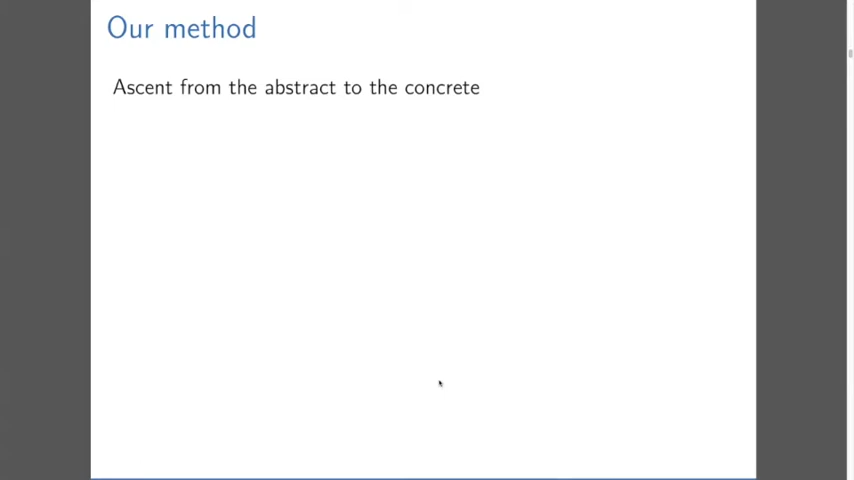 Our method
Ascent from the abstract to the concrete